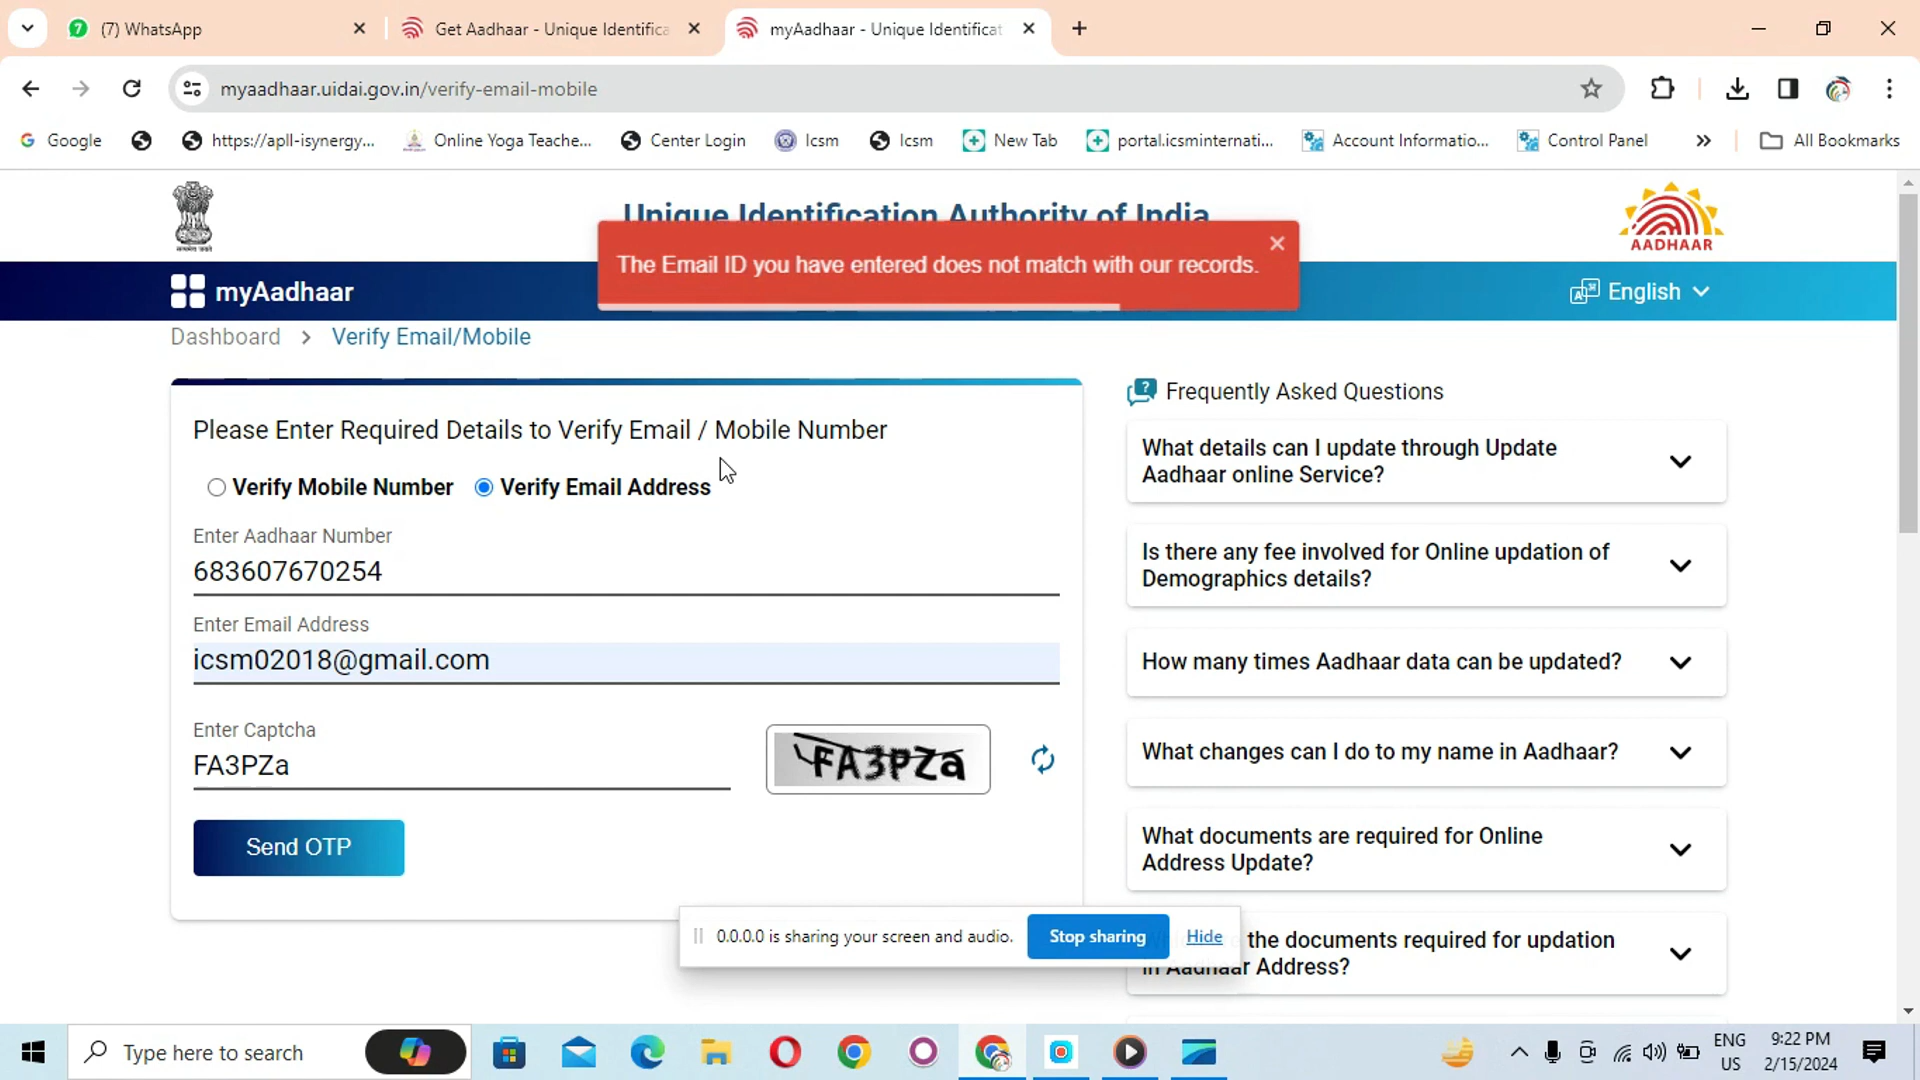 (7) WhatsApp
Get Aadhaar - Unique Identifica
myAadhaar - Unique Identificat
myaadhaar.uidai.gov.in/verify-email-mobile
Google
https://apll-isynergy...
Online Yoga Teache...
Center Login
Icsm
Icsm
New Tab
portal.icsminternati...
Account Informatio...
Control Panel
All Bookmarks
Unique Identification Authority of India
AADHAAR
The Email ID you have entered does not match with our records.
myAadhaar
English
Dashboard > Verify Email/Mobile
Please Enter Required Details to Verify Email / Mobile Number
Verify Mobile Number
Verify Email Address
Enter Aadhaar Number
683607670254
Enter Email Address
icsm02018@gmail.com
Enter Captcha
FA3PZa
FA3PZa
Send OTP
Frequently Asked Questions
What details can I update through Update
Aadhaar online Service?
Is there any fee involved for Online updation of
Demographics details?
How many times Aadhaar data can be updated?
What changes can I do to my name in Aadhaar?
What documents are required for Online
Address Update?
the documents required for updation
in Aadhaar Address?
0.0.0.0 is sharing your screen and audio.
Stop sharing
Hide
Type here to search
ENG
US
9:22 PM
2/15/2024